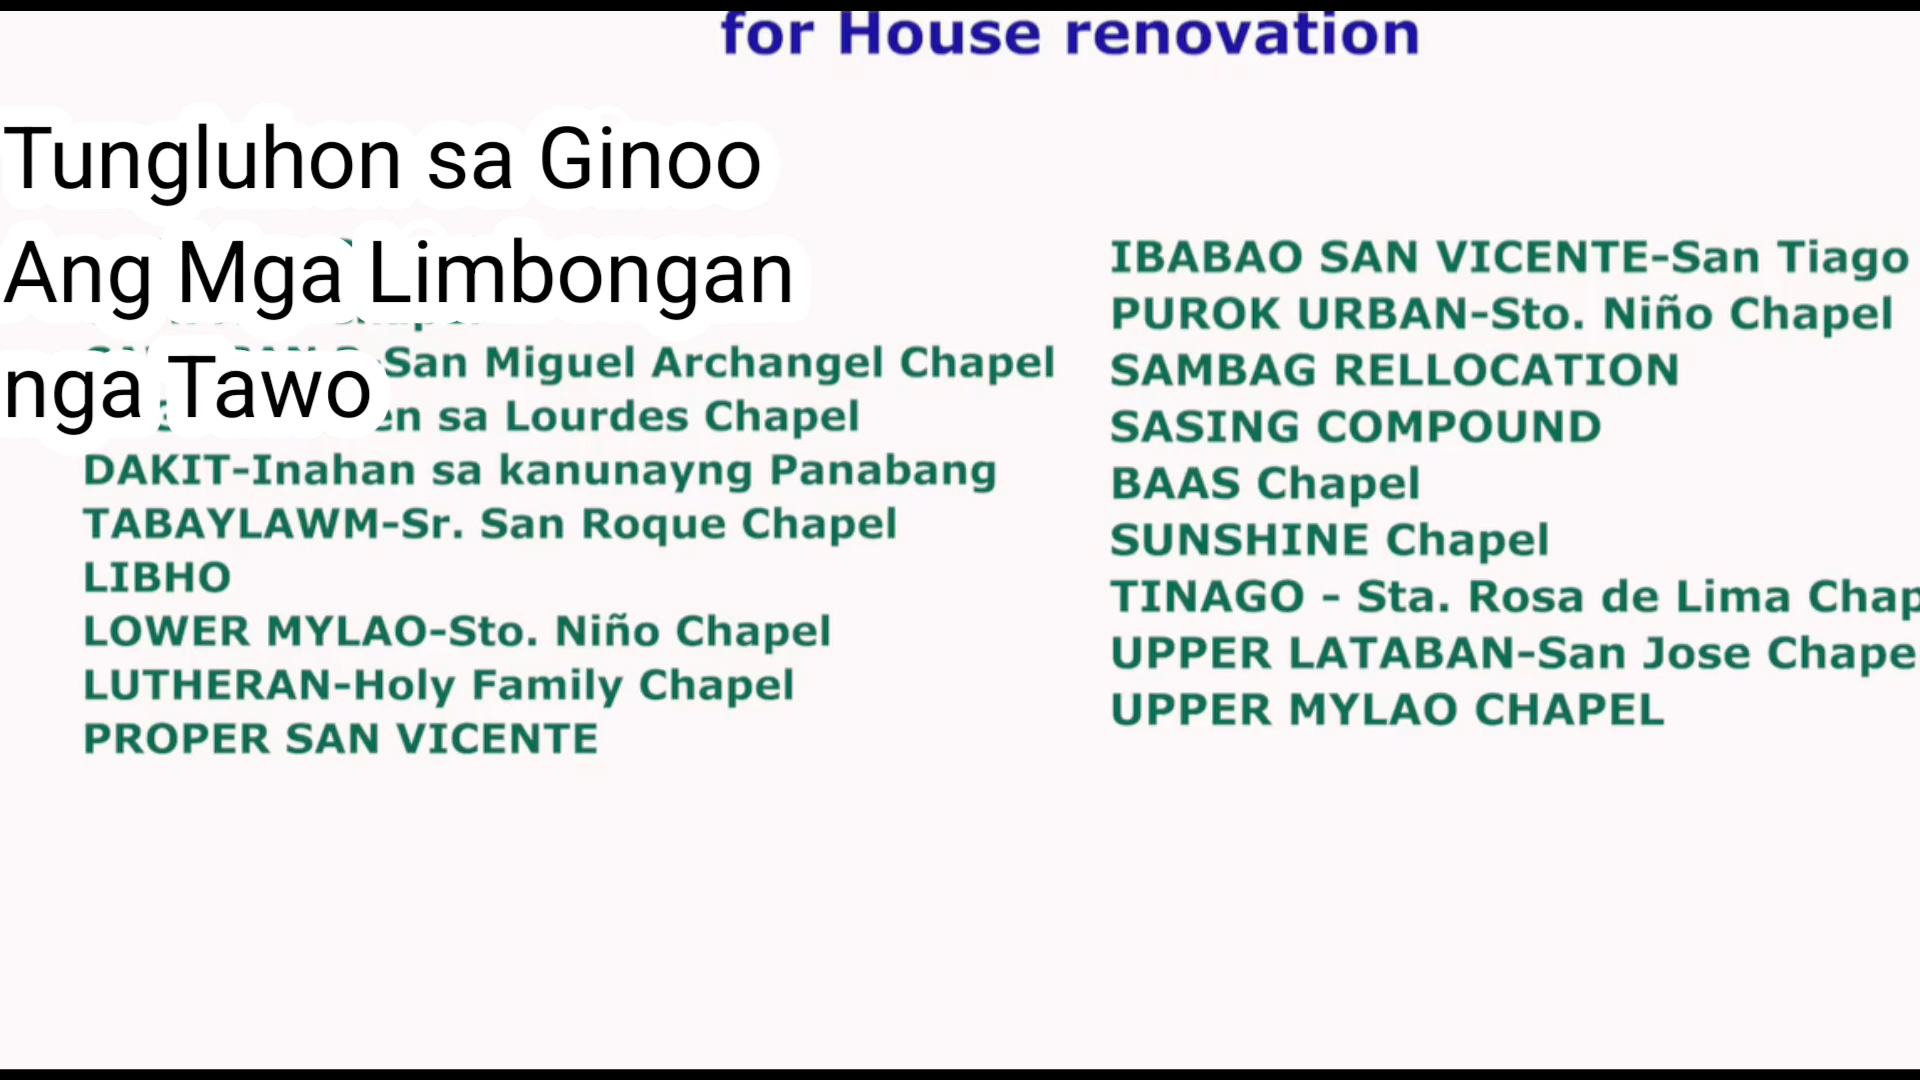 for House renovation
Tungluhon sa Ginoo
Ang Mga Limbongan
nga Tawo
San Miguel Archangel Chapel
sa Lourdes Chapel
DAKIT-Inahan sa kanunayng Panabang
TABAYLAWM-Sr. San Roque Chapel
LIBHO
LOWER MYLAO-Sto. Niño Chapel
LUTHERAN-Holy Family Chapel
PROPER SAN VICENTE
IBABAO SAN VICENTE-San Tiago
PUROK URBAN-Sto. Niño Chapel
SAMBAG RELLOCATION
SASING COMPOUND
BAAS Chapel
SUNSHINE Chapel
TINAGO - Sta. Rosa de Lima Chap
UPPER LATABAN-San Jose Chape
UPPER MYLAO CHAPEL